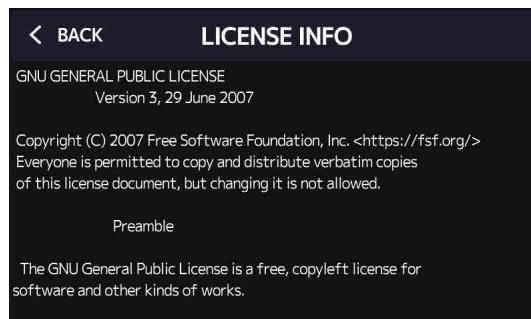 BACK LICENSE INFO
GNU GENERAL PUBLIC LICENSE
Version 3, 29 June 2007
Copyright (C) 2007 Free Software Foundation, Inc. <https://fsf.org/>
Everyone is permitted to copy and distribute verbatim copies
of this license document, but changing it is not allowed.
Preamble
The GNU General Public License is a free, copyleft license for
software and other kinds of works.